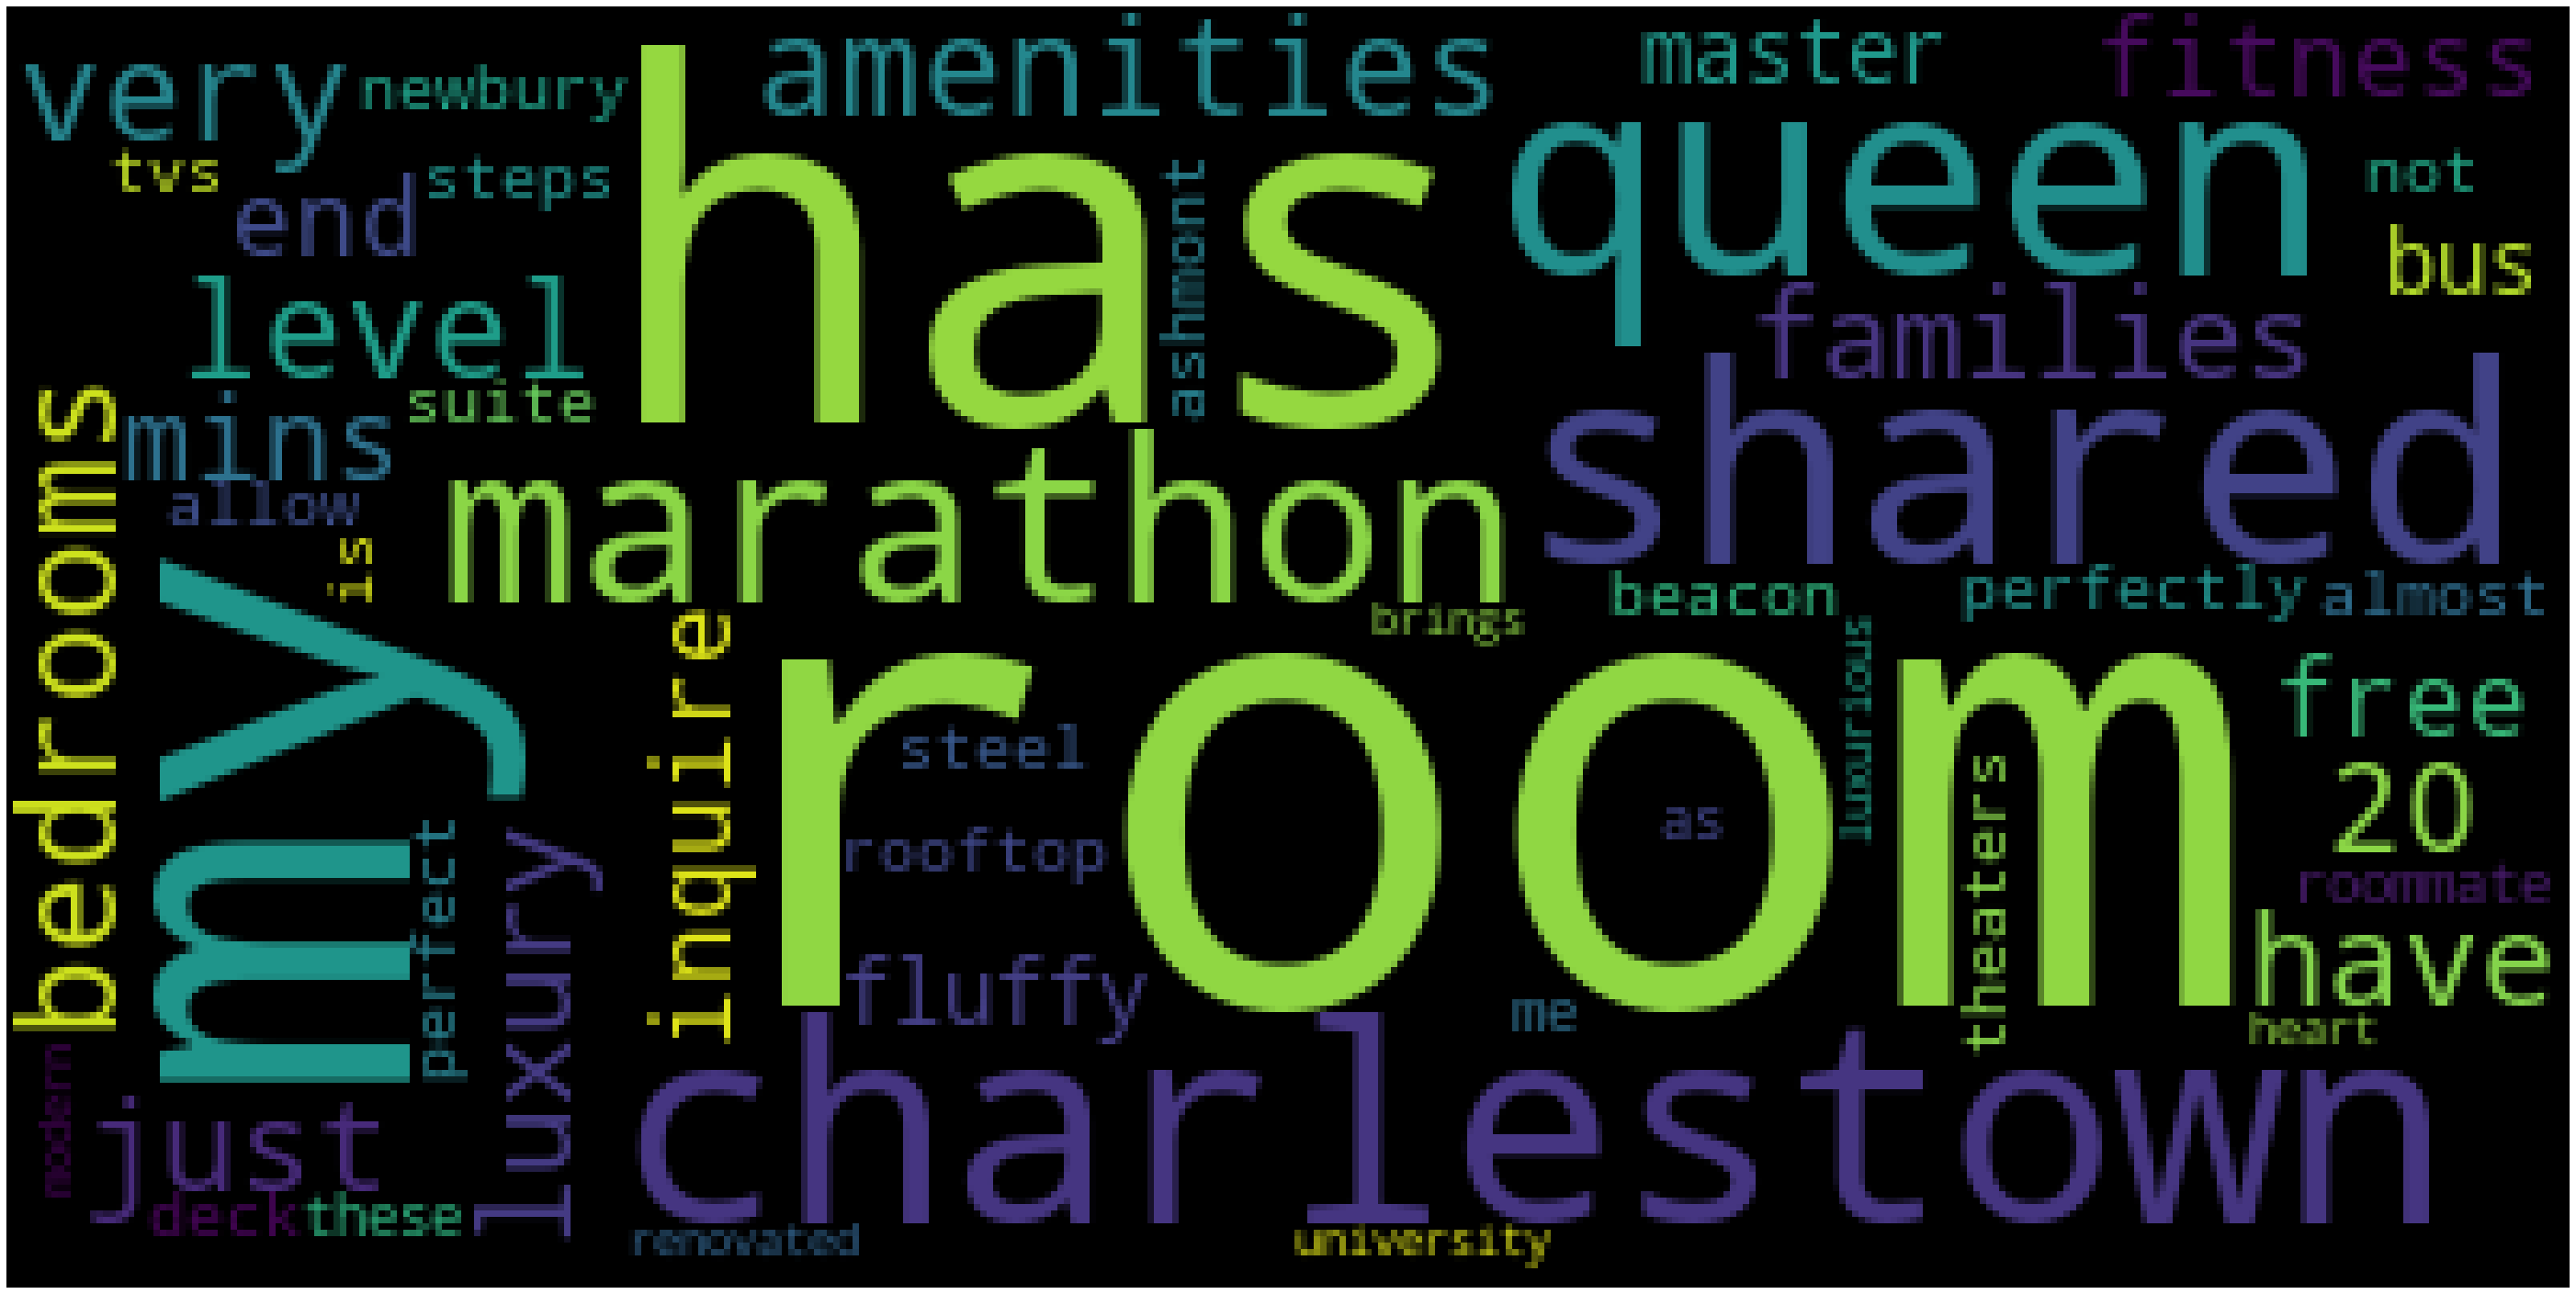 very
newbury
amenities
master
fitness
tvs
end
steps
has
ashmont
queen
not
bus
level
suite
families
shared
bedrooms
mins
allow
is
marathon
brings
beacon
perfectly
almost
my
inquire
room
steel
rooftop
as
luxurious
theaters
free
20
roommate
have
perfect
luxury
fluffy
me
heart
modern
just
deck
these
charlestown
renovated
university